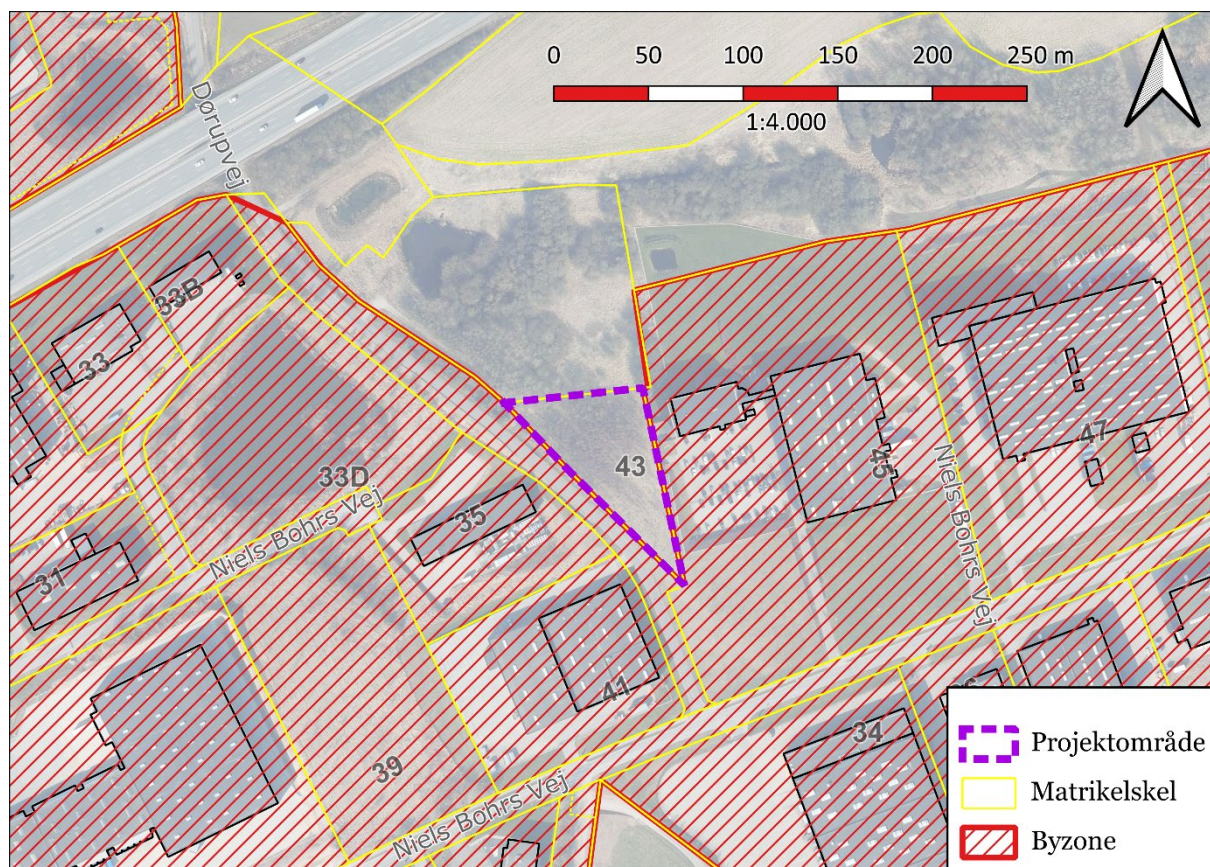 0 50 100 150 200 250 m
1:4.000
Dørupvej
33B
33
33D
43
45
47
35
31
Niels Bohrs Vej
Niels Bohrs Vej
41
34
39
Niels Bohrs Vej
Projektområde
Matrikelskel
Byzone